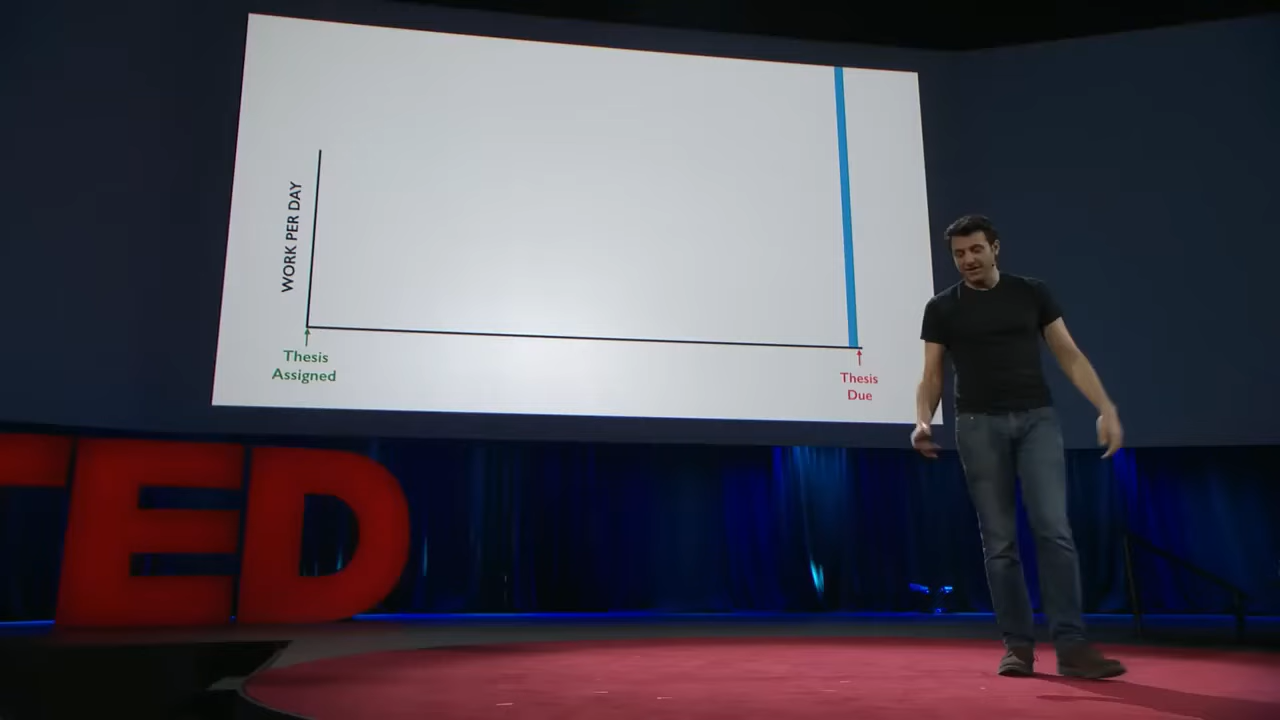 WORK PER DAY
Thesis
Assigned
Thesis
Due
TED